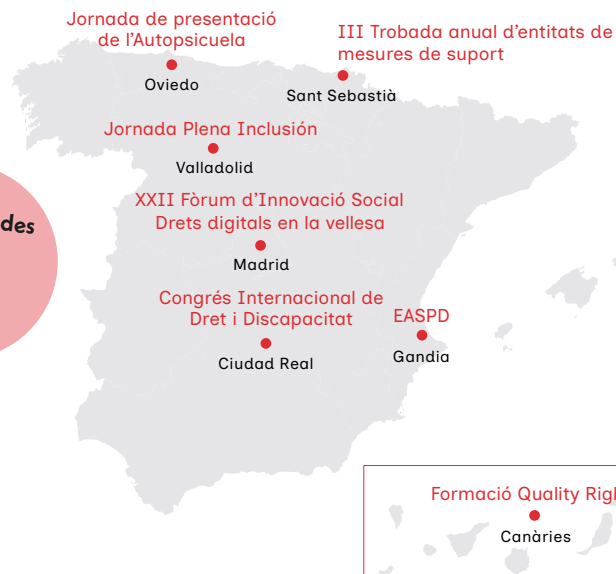 Jornada de presentació
de l'Autopsicuela
Oviedo
III Trobada anual d'entitats de
mesures de suport
Sant Sebastià
Jornada Plena Inclusión
Valladolid
XXII Fòrum d'Innovació Social
Drets digitals en la vellesa
Madrid
Congrés Internacional de
Dret i Discapacitat
Ciudad Real
EASPD
Gandia
Formació Quality
Canàries